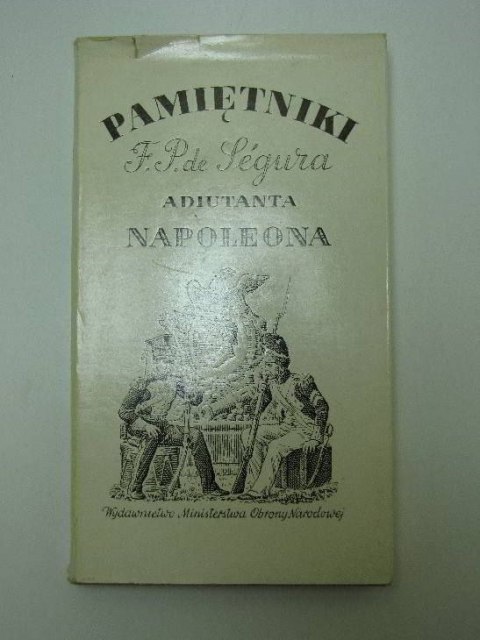 PAMIĘTNIKI
F. P. de Ségura
ADIUTANTA
NAPOLEONA
Wydawnictwo Ministerstwa Obrony Narodowej